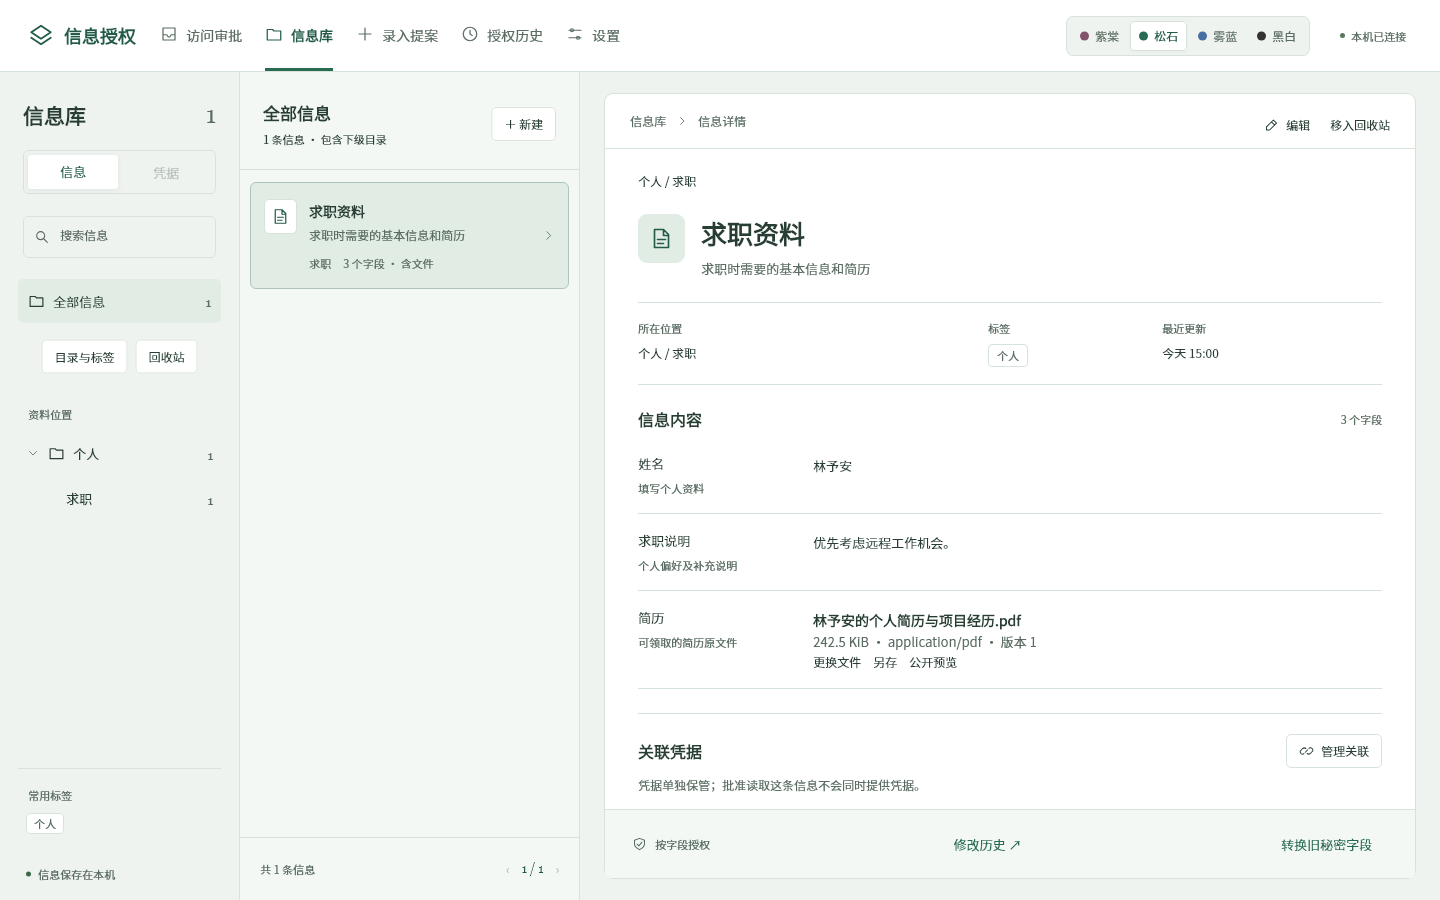 信息授权
访问审批
信息库
录入提案
授权历史
设置
紫棠
松石
雾蓝
黑白
本机已连接
信息库
1
信息
凭据
搜索信息
全部信息
1
目录与标签
回收站
资料位置
个人
1
求职
1
常用标签
个人
信息保存在本机
全部信息
1 条信息 · 包含下级目录
新建
求职资料
求职时需要的基本信息和简历
求职 3 个字段 · 含文件
共 1 条信息
‹ 1 / 1 ›
信息库 > 信息详情
编辑
移入回收站
个人 / 求职
求职资料
求职时需要的基本信息和简历
所在位置
个人 / 求职
标签
个人
最近更新
今天 15:00
信息内容
3 个字段
姓名
填写个人资料
林予安
求职说明
个人偏好及补充说明
优先考虑远程工作机会。
简历
可领取的简历原文件
林予安的个人简历与项目经历.pdf
242.5 KiB · application/pdf · 版本 1
更换文件 另存 公开预览
关联凭据
管理关联
凭据单独保管；批准读取这条信息不会同时提供凭据。
按字段授权
修改历史 ↗
转换旧秘密字段